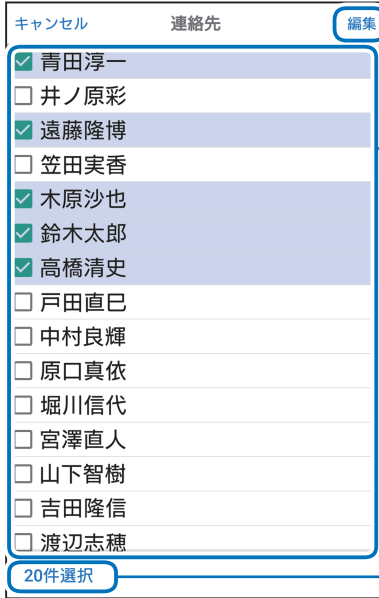 キャンセル 連絡先 編集
青田淳一
井ノ原彩
遠藤隆博
笠田実香
木原沙也
鈴木太郎
高橋清史
戸田直巳
中村良輝
原口真依
堀川信代
宮澤直人
山下智樹
吉田隆信
渡辺志穂
20件選択